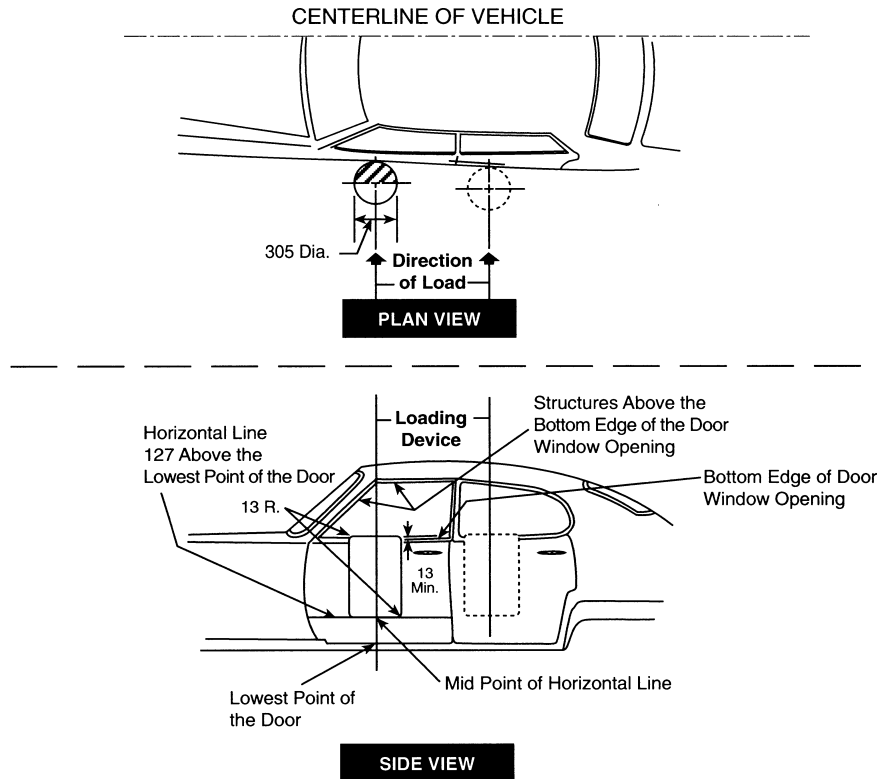 CENTERLINE OF VEHICLE
305 Dia.
Direction
of Load
PLAN VIEW
Loading
Device
Structures Above the
Bottom Edge of the Door
Window Opening
Horizontal Line
127 Above the
Lowest Point of the Door
Bottom Edge of Door
Window Opening
13 R.
13
Min.
Mid Point of Horizontal Line
Lowest Point of
the Door
SIDE VIEW